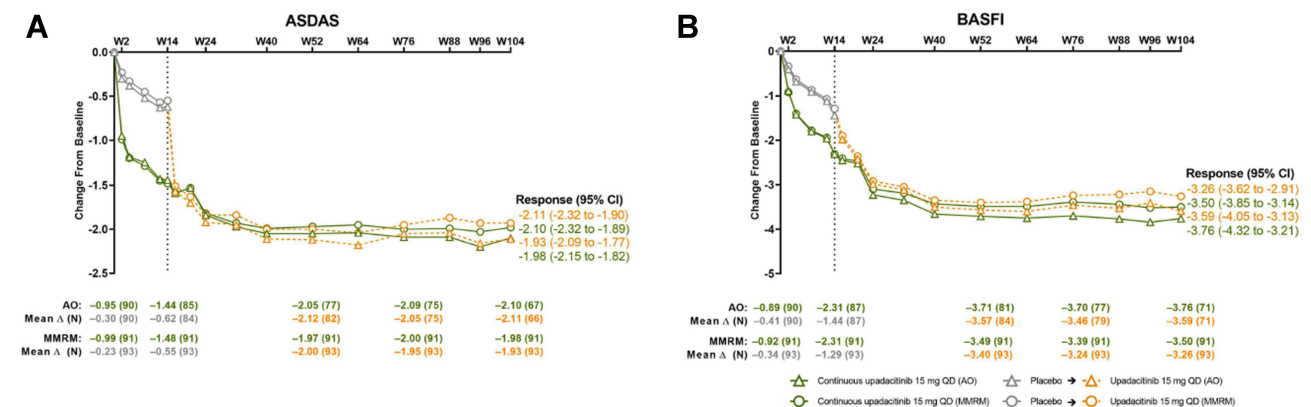 A
ASDAS
W2 W14 W24 W40 W52 W64 W76 W88 W96 W104
0.0
-0.5
-1.0
-1.5
-2.0
-2.5
Change From Baseline
Response (95% CI)
-2.11 (-2.32 to -1.90)
-2.10 (-2.32 to -1.89)
-1.93 (-2.09 to -1.77)
-1.98 (-2.15 to -1.82)
AO: –0.95 (90) –1.44 (85) –2.05 (77) –2.09 (75) –2.10 (67)
Mean Δ (N) –0.30 (90) –0.62 (84) –2.12 (82) –2.05 (75) –2.11 (66)
MMRM: –0.99 (91) –1.48 (91) –1.97 (91) –2.00 (91) –1.98 (91)
Mean Δ (N) –0.23 (93) –0.55 (93) –2.00 (93) –1.95 (93) –1.93 (93)
B
BASFI
W2 W14 W24 W40 W52 W64 W76 W88 W96 W104
0
-1
-2
-3
-4
-5
Change From Baseline
Response (95% CI)
-3.26 (-3.62 to -2.91)
-3.50 (-3.85 to -3.14)
-3.59 (-4.05 to -3.13)
-3.76 (-4.32 to -3.21)
AO: –0.89 (90) –2.31 (87) –3.71 (81) –3.70 (77) –3.76 (71)
Mean Δ (N) –0.41 (90) –1.44 (87) –3.57 (84) –3.46 (79) –3.59 (71)
MMRM: –0.92 (91) –2.31 (91) –3.49 (91) –3.39 (91) –3.50 (91)
Mean Δ (N) –0.34 (93) –1.29 (93) –3.40 (93) –3.24 (93) –3.26 (93)
Continuous upadacitinib 15 mg QD (AO) Placebo → Upadacitinib 15 mg QD (AO)
Continuous upadacitinib 15 mg QD (MMRM) Placebo → Upadacitinib 15 mg QD (MMRM)